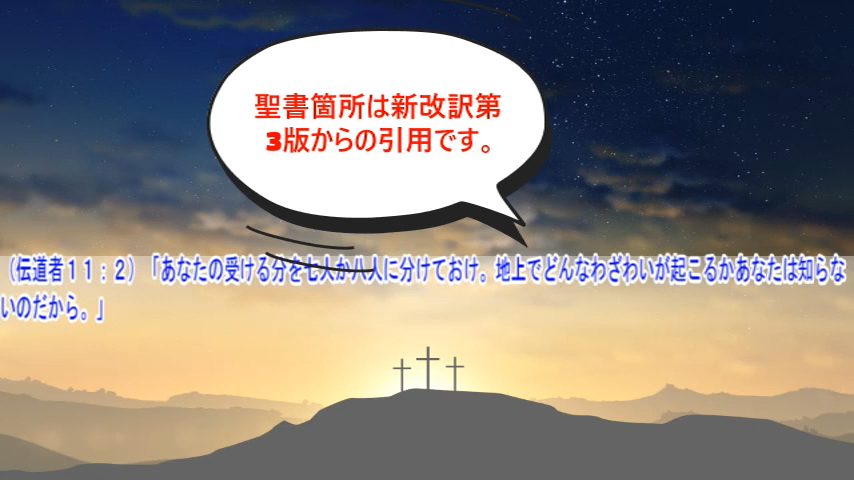 聖書箇所は新改訳第
3版からの引用です。
（伝道者１１：２）「あなたの受ける分を七人か八人に分けておけ。地上でどんなわざわいが起こるかあなたは知らな
いのだから。」